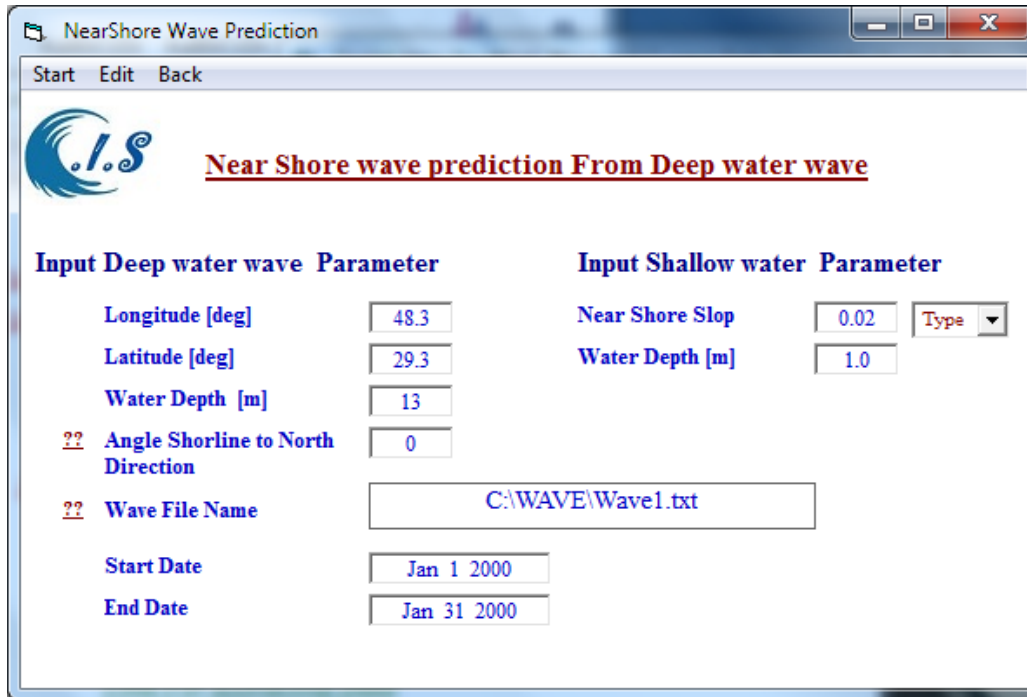 NearShore Wave Prediction
Start Edit Back
C.I.S
Near Shore wave prediction From Deep water wave
Input Deep water wave Parameter
Longitude [deg] 48.3
Latitude [deg] 29.3
Water Depth [m] 13
?? Angle Shorline to North
Direction 0
?? Wave File Name C:\WAVE\Wave1.txt
Start Date Jan 1 2000
End Date Jan 31 2000
Input Shallow water Parameter
Near Shore Slop 0.02 Type
Water Depth [m] 1.0